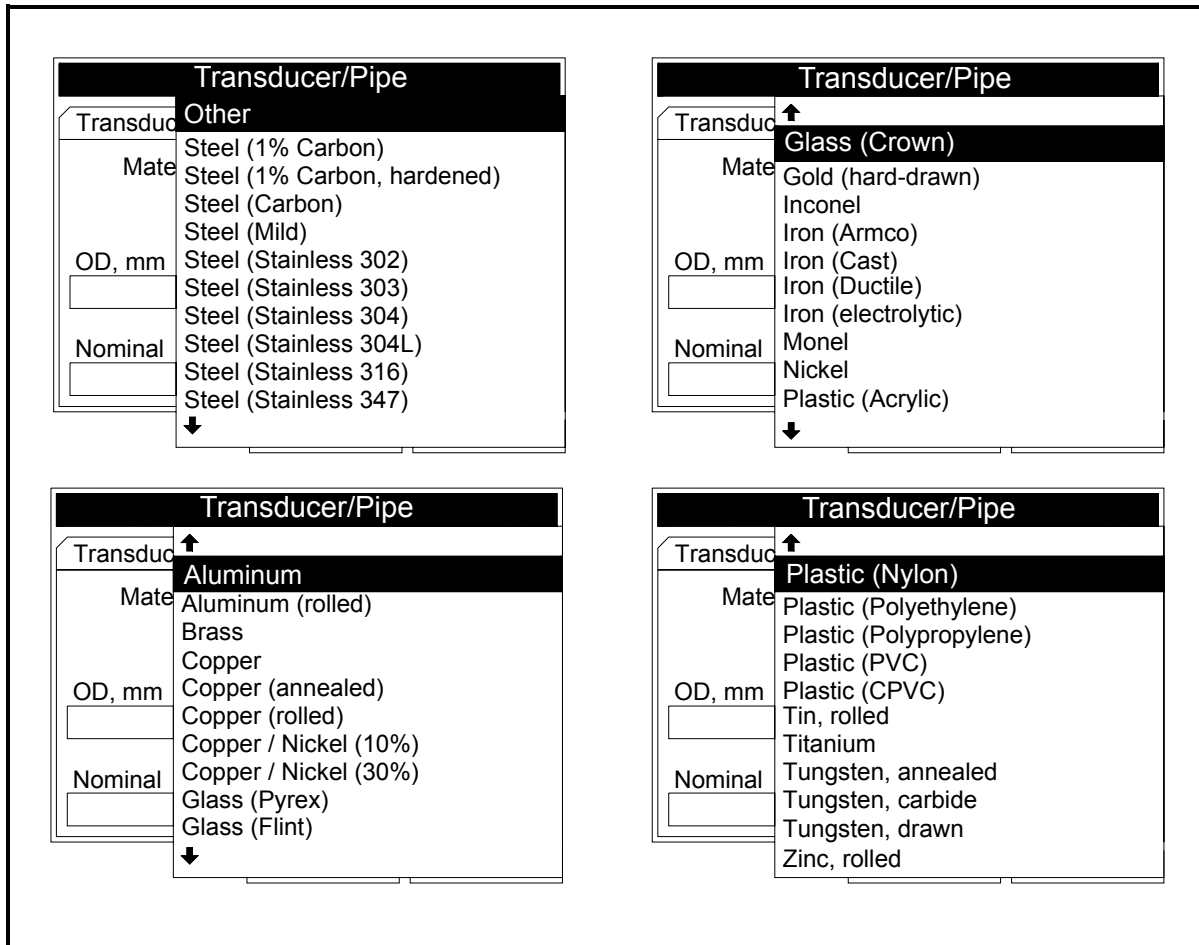 Transducer/Pipe
Other
Transduc
Steel (1% Carbon)
Mate
Steel (1% Carbon, hardened)
Steel (Carbon)
Steel (Mild)
OD, mm
Steel (Stainless 302)
Steel (Stainless 303)
Steel (Stainless 304)
Nominal
Steel (Stainless 304L)
Steel (Stainless 316)
Steel (Stainless 347)
Transducer/Pipe
Transduc
Glass (Crown)
Mate
Gold (hard-drawn)
Inconel
Iron (Armco)
OD, mm
Iron (Cast)
Iron (Ductile)
Iron (electrolytic)
Nominal
Monel
Nickel
Plastic (Acrylic)
Transducer/Pipe
Transduc
Aluminum
Mate
Aluminum (rolled)
Brass
Copper
OD, mm
Copper (annealed)
Copper (rolled)
Copper / Nickel (10%)
Nominal
Copper / Nickel (30%)
Glass (Pyrex)
Glass (Flint)
Transducer/Pipe
Transduc
Plastic (Nylon)
Mate
Plastic (Polyethylene)
Plastic (Polypropylene)
Plastic (PVC)
OD, mm
Plastic (CPVC)
Tin, rolled
Titanium
Nominal
Tungsten, annealed
Tungsten, carbide
Tungsten, drawn
Zinc, rolled